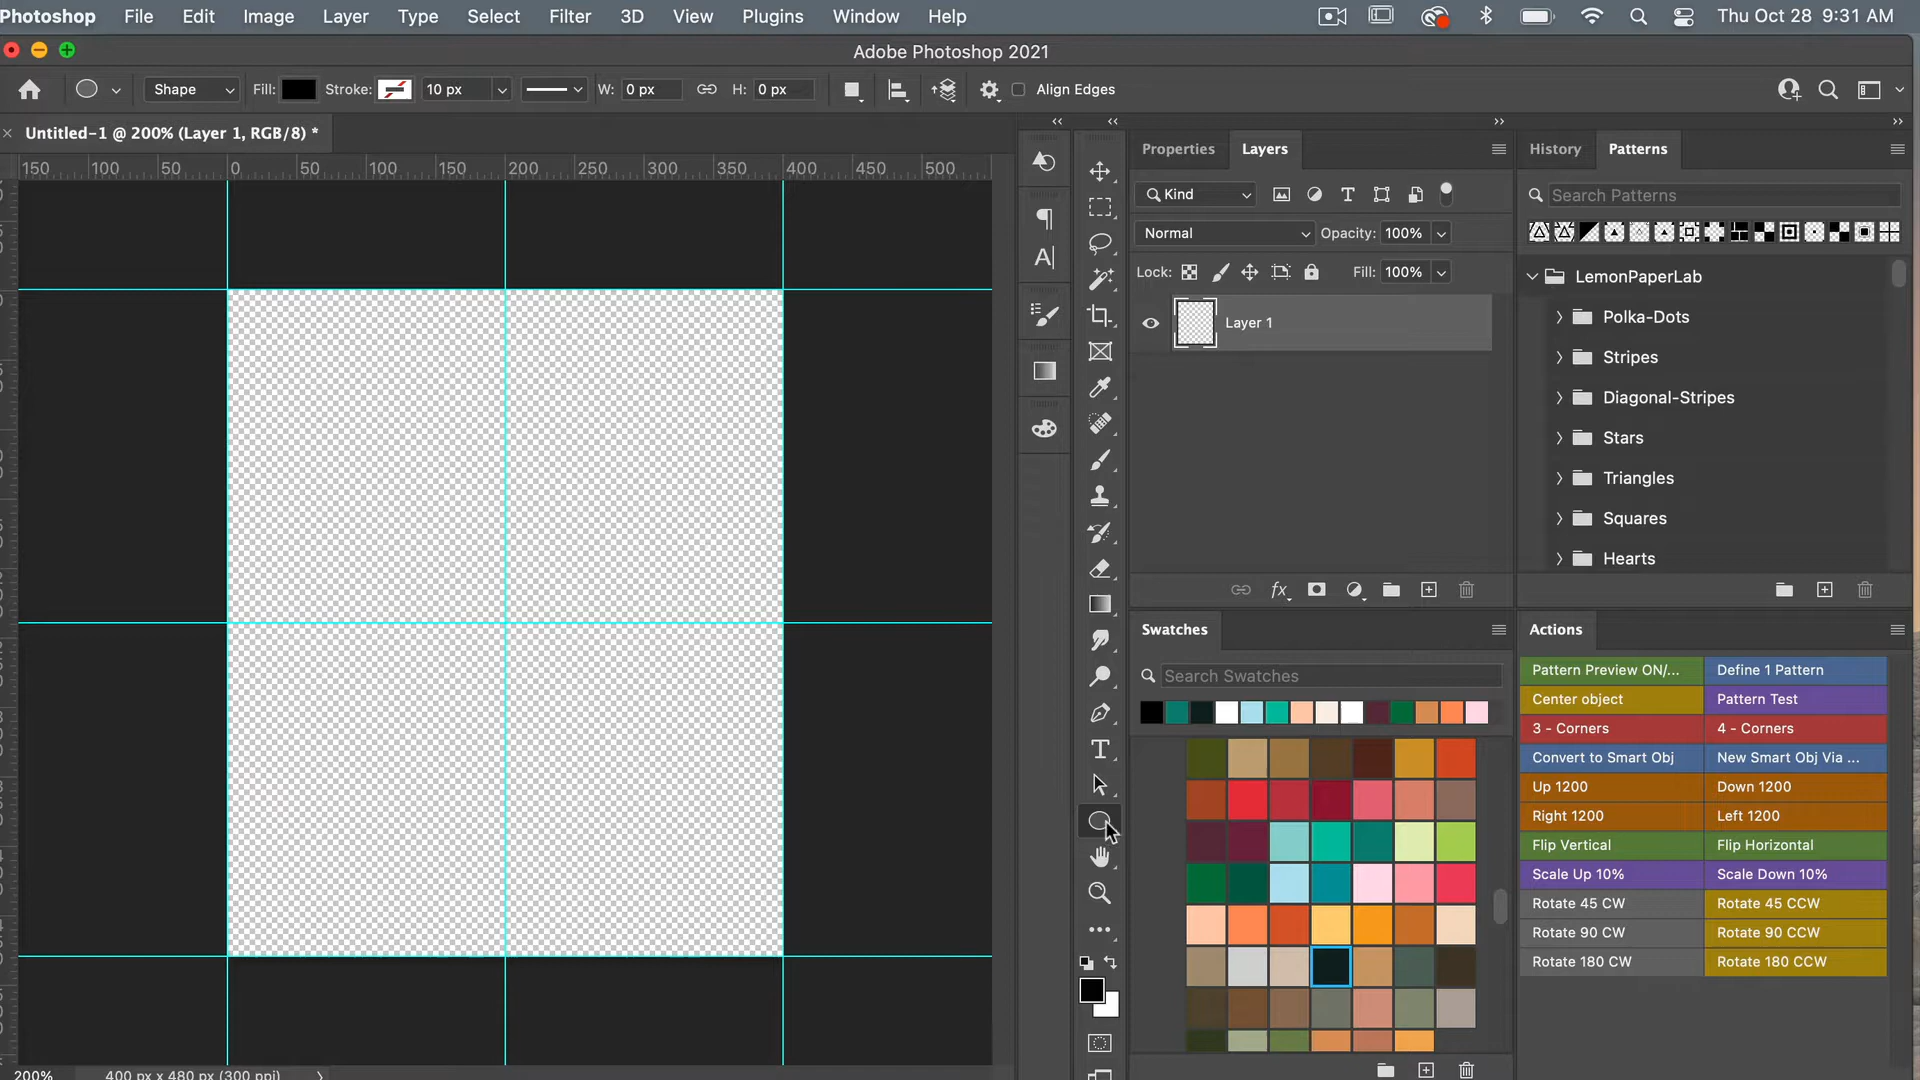 Photoshop File Edit Image Layer Type Select Filter 3D View Plugins Window Help Thu Oct 28 9:31 AM
Adobe Photoshop 2021
Shape Fill: Stroke: 10 px W: 0 px H: 0 px Align Edges
Untitled-1 @ 200% (Layer 1, RGB/8) *
150 100 50 0 50 100 150 200 250 300 350 400 450 500
Properties Layers
Kind
Normal Opacity: 100%
Lock: Fill: 100%
Layer 1
History Patterns
Search Patterns
LemonPaperLab
Polka-Dots
Stripes
Diagonal-Stripes
Stars
Triangles
Squares
Hearts
fx
Swatches
Search Swatches
Actions
Pattern Preview ON/... Define 1 Pattern
Center object Pattern Test
3 - Corners 4 - Corners
Convert to Smart Obj New Smart Obj Via ...
Up 1200 Down 1200
Right 1200 Left 1200
Flip Vertical Flip Horizontal
Scale Up 10% Scale Down 10%
Rotate 45 CW Rotate 45 CCW
Rotate 90 CW Rotate 90 CCW
Rotate 180 CW Rotate 180 CCW
200% 400 px x 480 px (300 ppi)